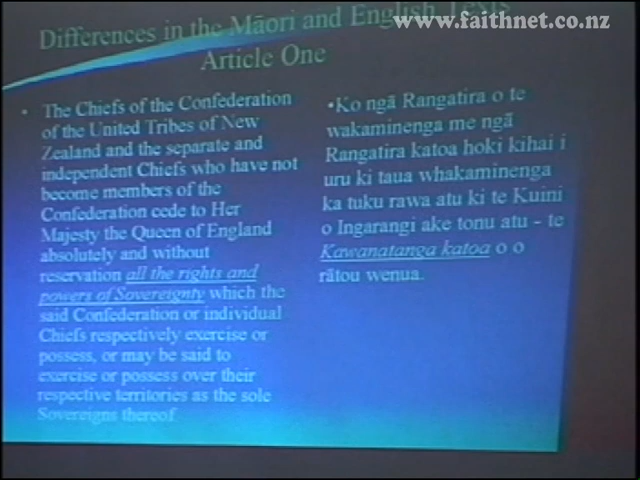 www.faithnet.co.nz
Differences in the Māori and English Texts
Article One
• The Chiefs of the Confederation
of the United Tribes of New
Zealand and the separate and
independent Chiefs who have not
become members of the
Confederation cede to Her
Majesty the Queen of England
absolutely and without
reservation all the rights and
powers of Sovereignty which the
said Confederation or individual
Chiefs respectively exercise or
possess, or may be said to
exercise or possess over their
respective territories as the sole
Sovereigns thereof
•Ko ngā Rangatira o te
wakaminenga me ngā
Rangatira katoa hoki kihai i
uru ki taua whakaminenga
ka tuku rawa atu ki te Kuini
o Ingarangi ake tonu atu – te
Kawanatanga katoa o o
rātou wenua.